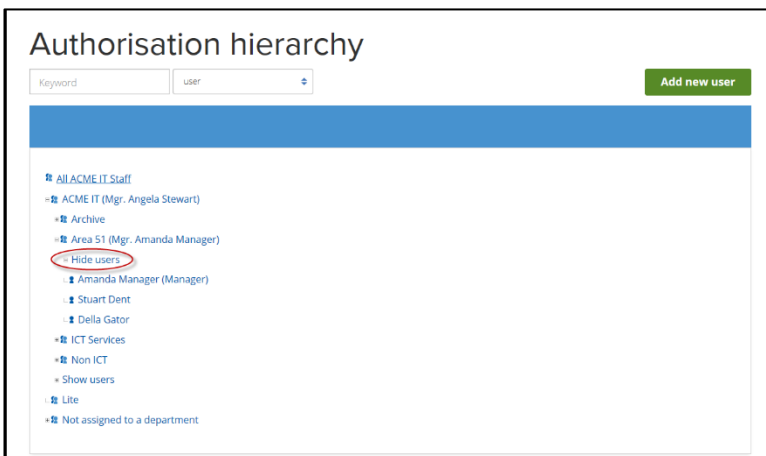 Authorisation hierarchy
Keyword
user
Add new user
All ACME IT Staff
ACME IT (Mgr. Angela Stewart)
Archive
Area 51 (Mgr. Amanda Manager)
Hide users
Amanda Manager (Manager)
Stuart Dent
Della Gator
ICT Services
Non ICT
Show users
Lite
Not assigned to a department